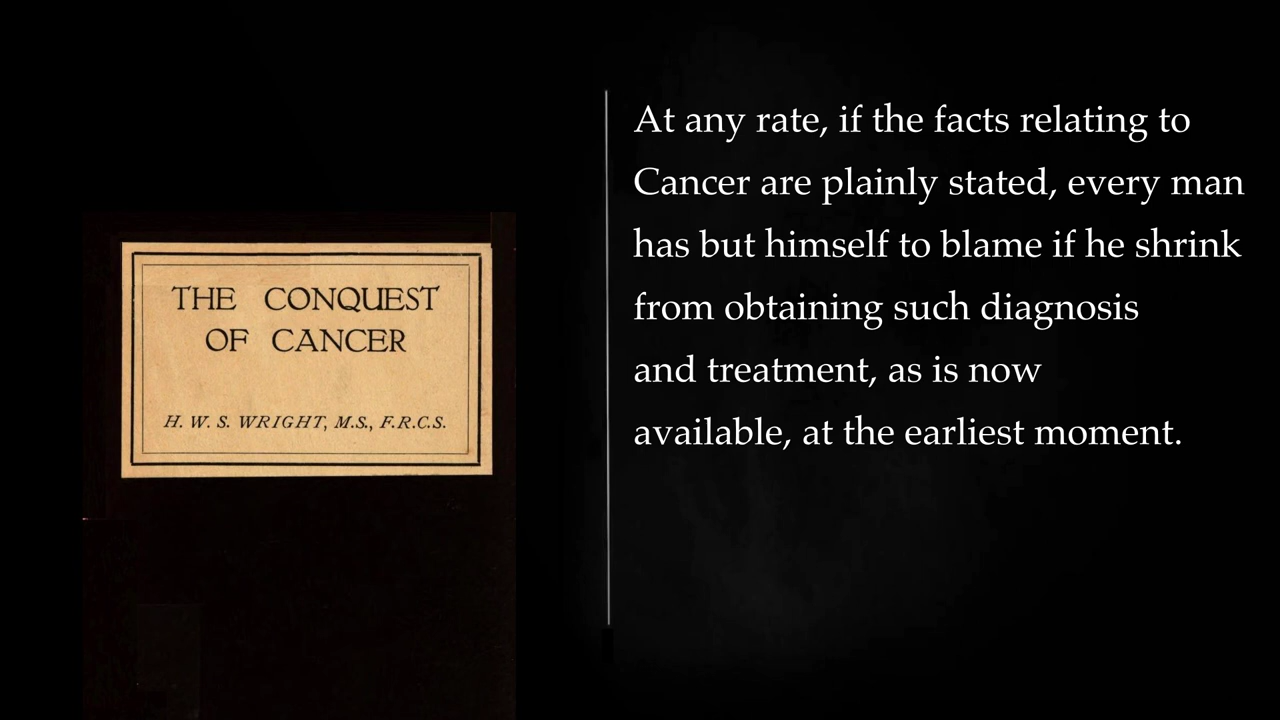 THE CONQUEST
OF CANCER
H. W. S. WRIGHT, M.S., F.R.C.S.
At any rate, if the facts relating to
Cancer are plainly stated, every man
has but himself to blame if he shrink
from obtaining such diagnosis
and treatment, as is now
available, at the earliest moment.